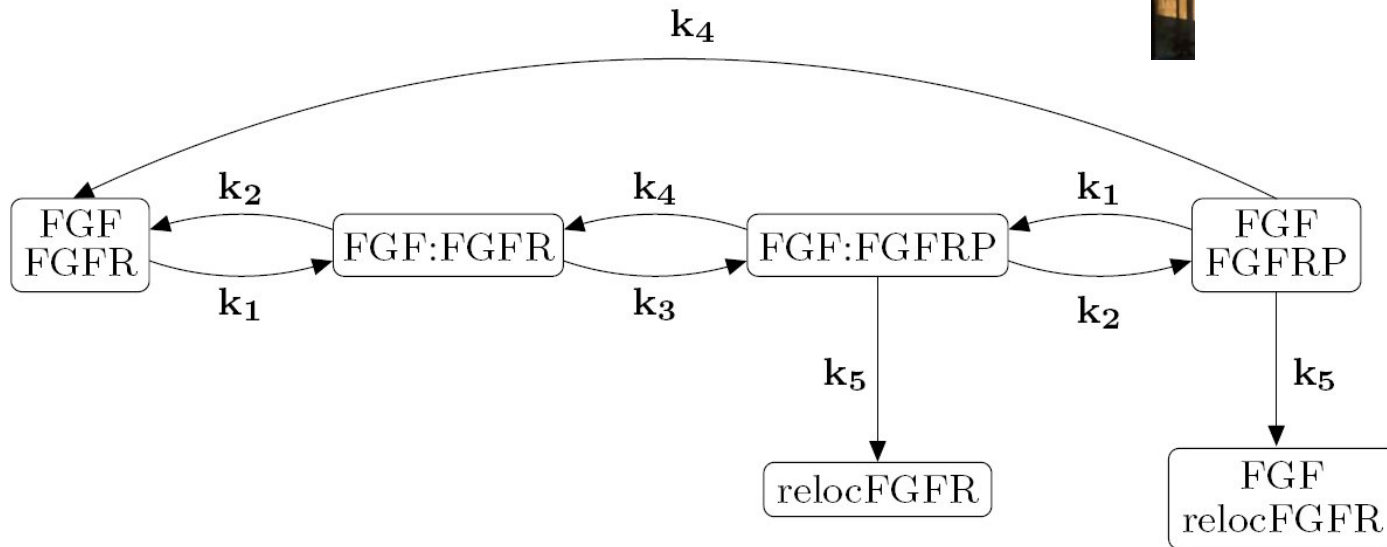 k4
k2
k4
k1
FGF
FGFR
FGF:FGFR
FGF:FGFRP
FGF
FGFRP
k1
k3
k2
k5
k5
relocFGFR
FGF
relocFGFR